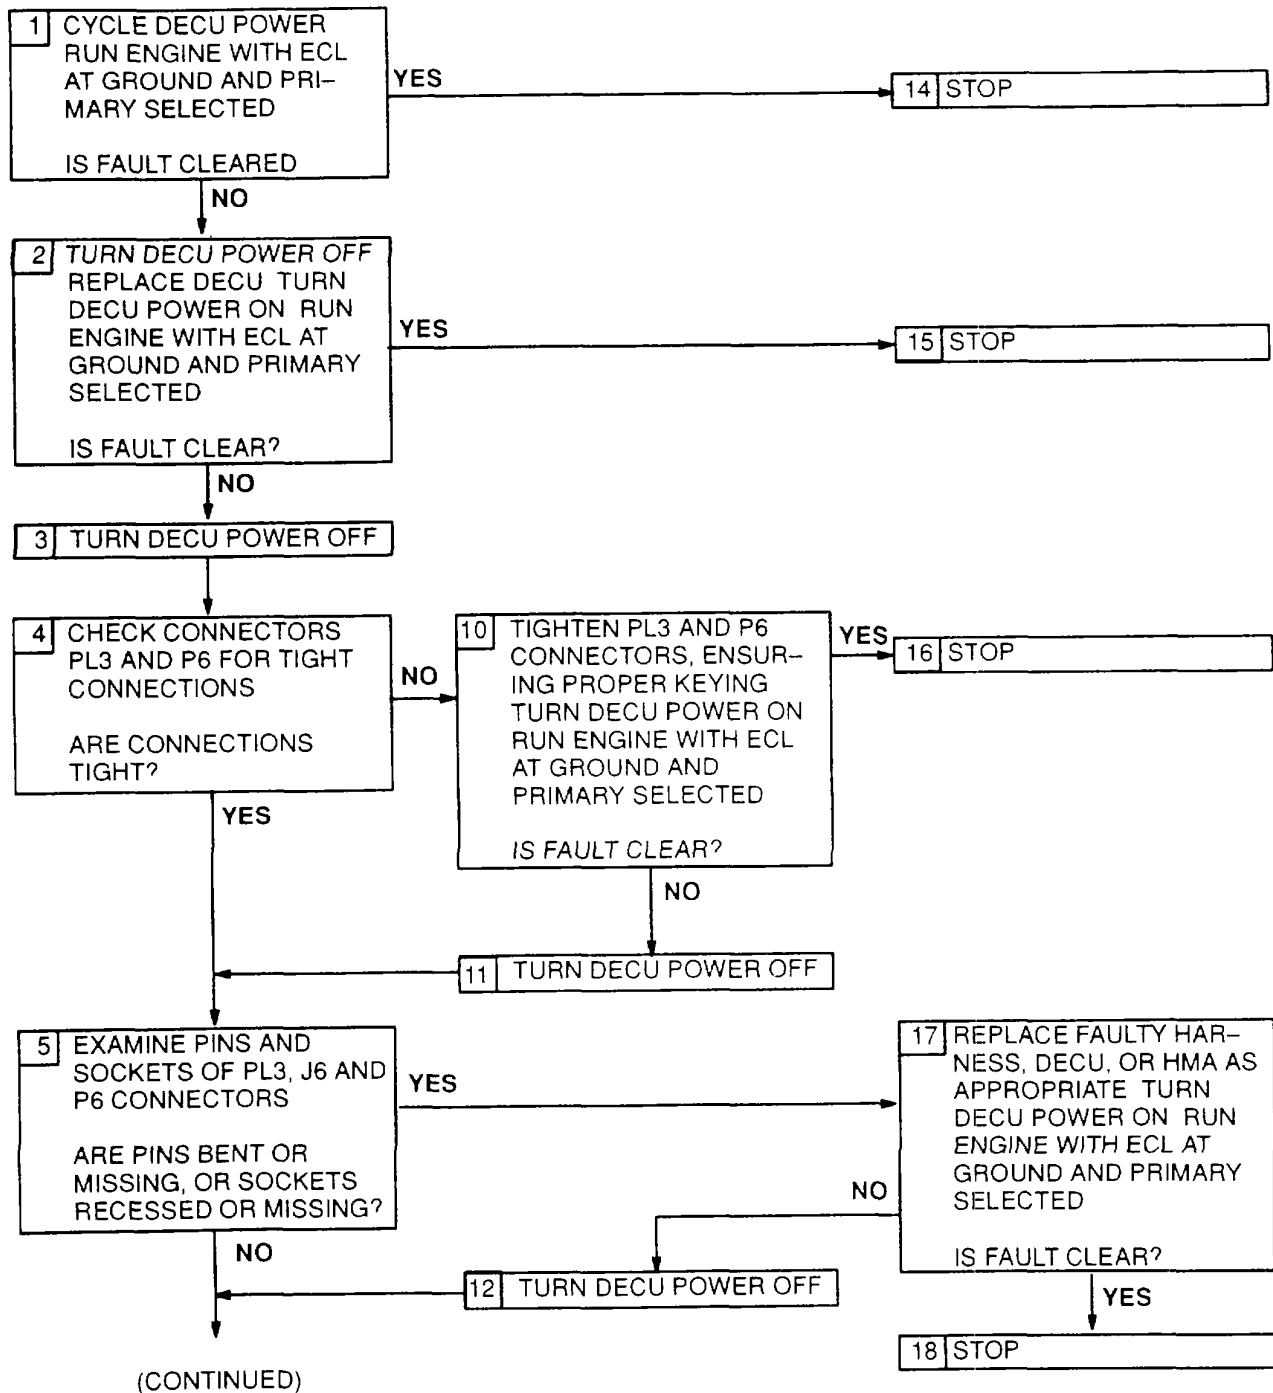 1 CYCLE DECU POWER
RUN ENGINE WITH ECL
AT GROUND AND PRI-
MARY SELECTED
IS FAULT CLEARED
YES
14 STOP
NO
2 TURN DECU POWER OFF
REPLACE DECU TURN
DECU POWER ON RUN
ENGINE WITH ECL AT
GROUND AND PRIMARY
SELECTED
IS FAULT CLEAR?
YES
15 STOP
NO
3 TURN DECU POWER OFF
4 CHECK CONNECTORS
PL3 AND P6 FOR TIGHT
CONNECTIONS
ARE CONNECTIONS
TIGHT?
NO
10 TIGHTEN PL3 AND P6
CONNECTORS, ENSUR-
ING PROPER KEYING
TURN DECU POWER ON
RUN ENGINE WITH ECL
AT GROUND AND
PRIMARY SELECTED
IS FAULT CLEAR?
YES
16 STOP
YES
NO
11 TURN DECU POWER OFF
5 EXAMINE PINS AND
SOCKETS OF PL3, J6 AND
P6 CONNECTORS
ARE PINS BENT OR
MISSING, OR SOCKETS
RECESSED OR MISSING?
YES
17 REPLACE FAULTY HAR-
NESS, DECU, OR HMA AS
APPROPRIATE TURN
DECU POWER ON RUN
ENGINE WITH ECL AT
GROUND AND PRIMARY
SELECTED
IS FAULT CLEAR?
NO
NO
12 TURN DECU POWER OFF
YES
18 STOP
(CONTINUED)